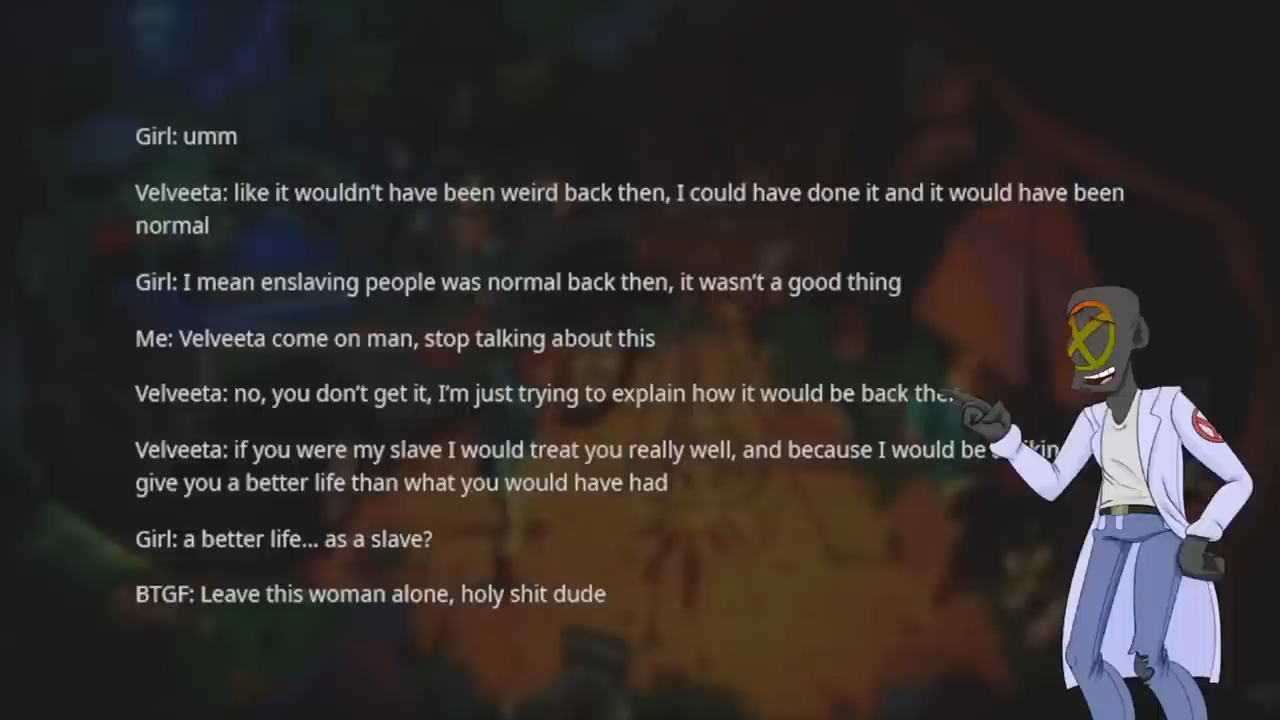 Girl: umm
Velveeta: like it wouldn't have been weird back then, I could have done it and it would have been
normal
Girl: I mean enslaving people was normal back then, it wasn't a good thing
Me: Velveeta come on man, stop talking about this
Velveeta: no, you don't get it, I'm just trying to explain how it would be back
Velveeta: if you were my slave I would treat you really well, and because I would be
give you a better life than what you would have had
Girl: a better life... as a slave?
BTGF: Leave this woman alone, holy shit dude